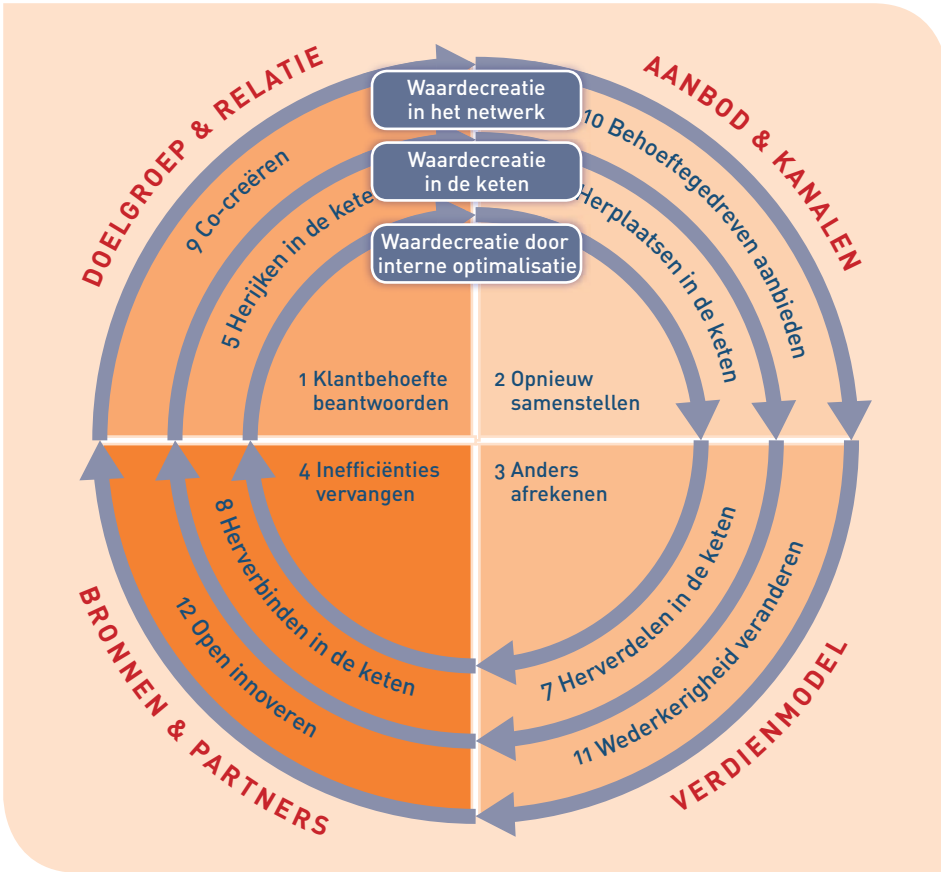 DOELGROEP & RELATIE
AANBOD & KANALEN
Waardecreatie
in het netwerk
Waardecreatie
in de keten
Waardecreatie door
interne optimalisatie
9 Co-creëren
10 Behoeftegedreven aanbieden
5 Herijken in de kete
Herplaatsen in de keten
1 Klantbehoefte
beantwoorden
2 Opnieuw
samenstellen
4 Inefficiënties
vervangen
3 Anders
afrekenen
8 Herverbinden in de keten
7 Herverdelen in de keten
12 Open innoveren
11 Wederkerigheid veranderen
BRONNEN & PARTNERS
VERDIENMODEL